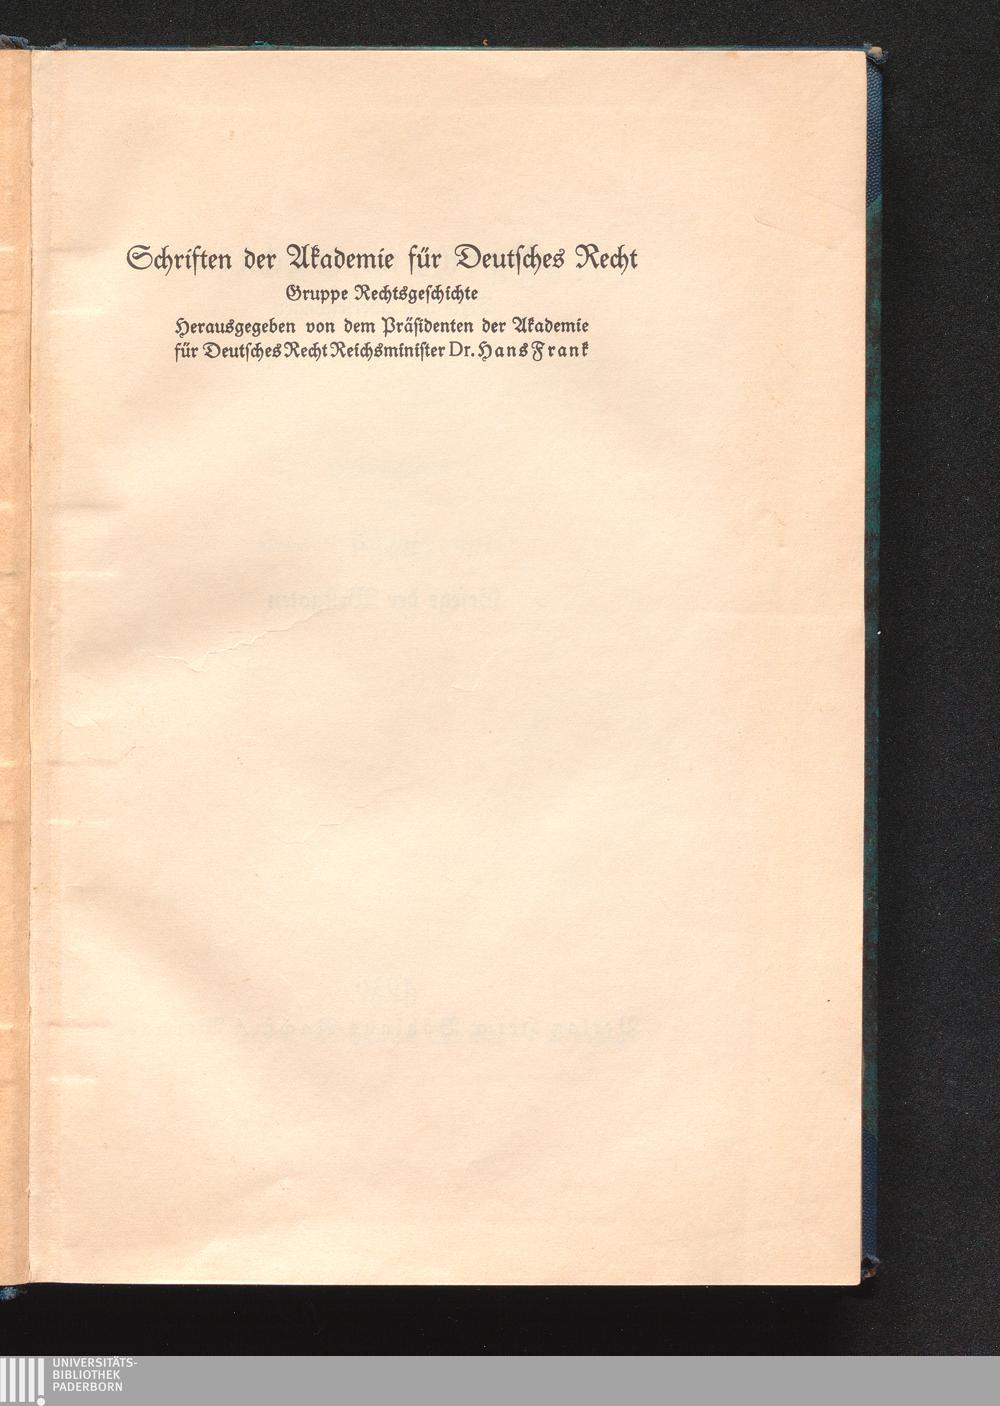 Schriften der Akademie für Deutsches Recht
Gruppe Rechtsgeschichte
Herausgegeben von dem Präsidenten der Akademie
für Deutsches Recht Reichsminister Dr. Hans Frank
UNIVERSITÄTS-
BIBLIOTHEK
PADERBORN